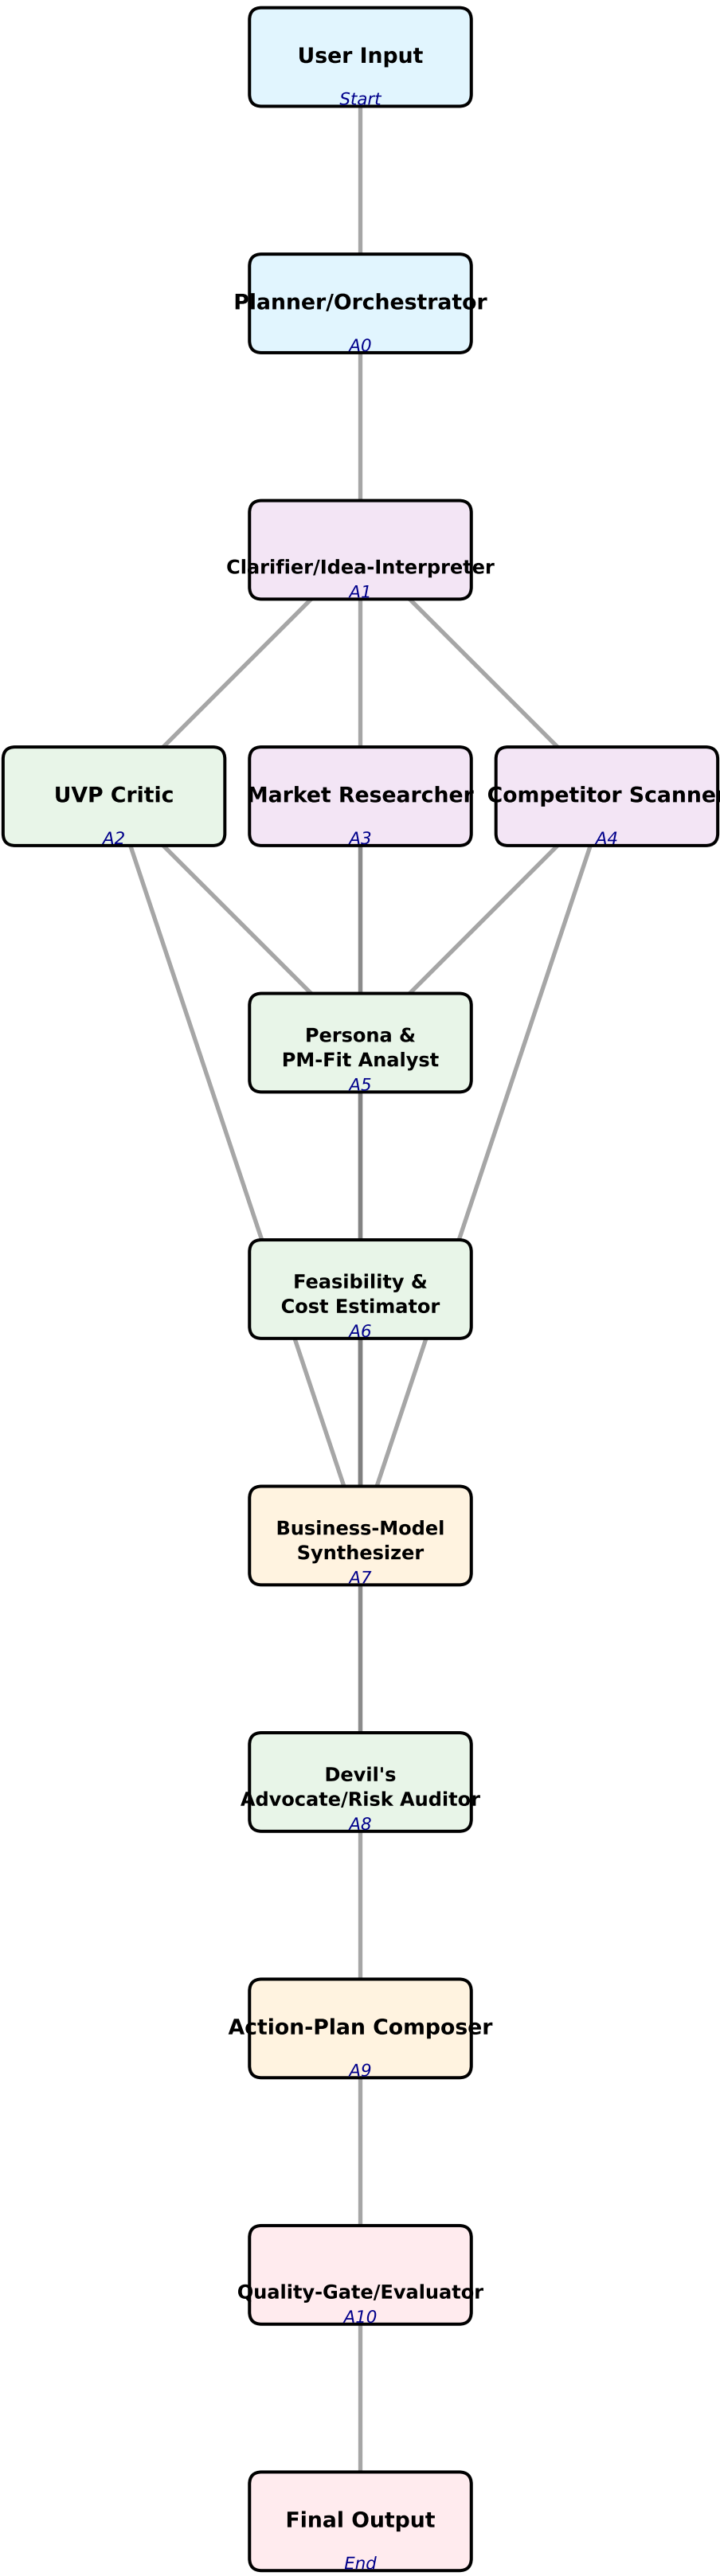 User Input
Start
Planner/Orchestrator
A0
Clarifier/Idea-Interpreter
A1
UVP Critic
A2
Market Researcher
A3
Competitor Scanner
A4
Persona &
PM-Fit Analyst
A5
Feasibility &
Cost Estimator
A6
Business-Model
Synthesizer
A7
Devil's
Advocate/Risk Auditor
A8
Action-Plan Composer
A9
Quality-Gate/Evaluator
A10
Final Output
End